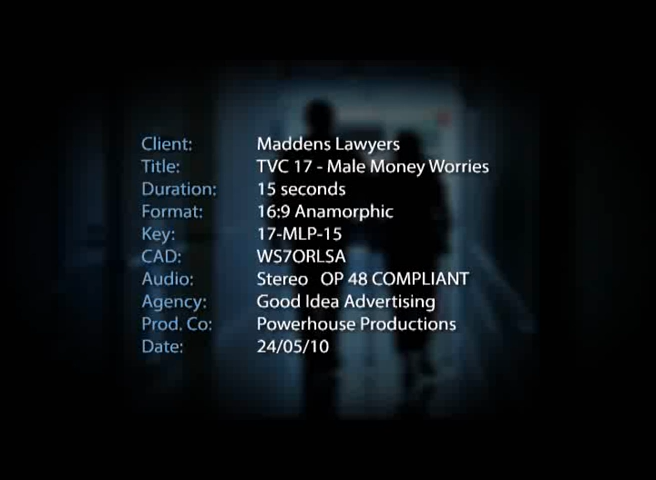 Client: Maddens Lawyers
Title: TVC 17 - Male Money Worries
Duration: 15 seconds
Format: 16:9 Anamorphic
Key: 17-MLP-15
CAD: WS7ORLSA
Audio: Stereo OP 48 COMPLIANT
Agency: Good Idea Advertising
Prod. Co: Powerhouse Productions
Date: 24/05/10